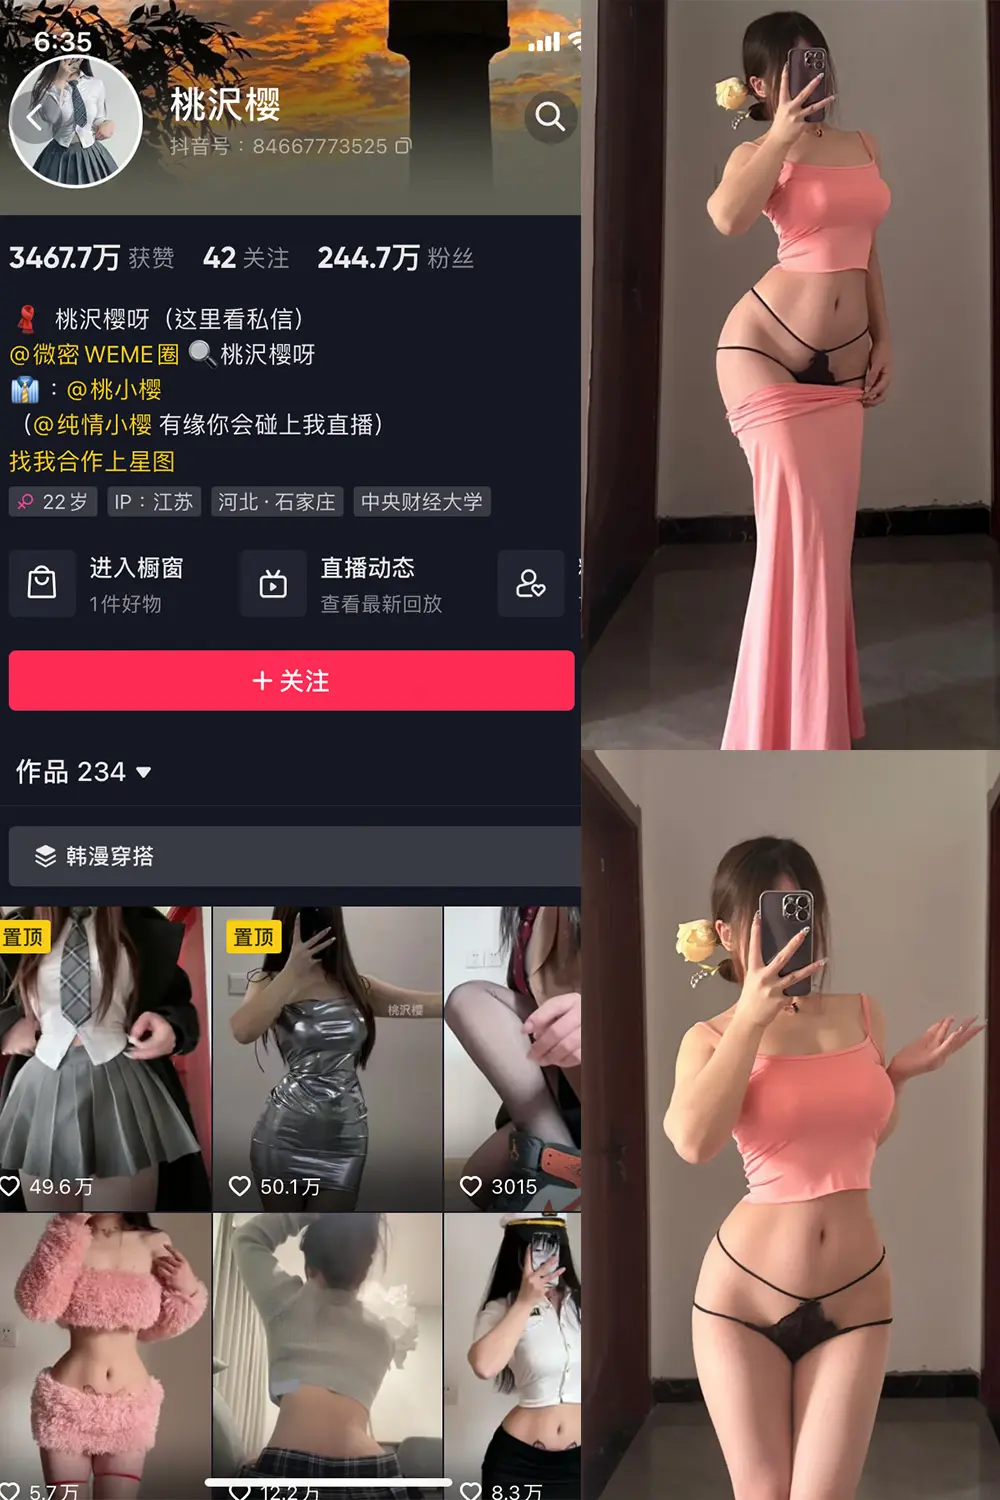 6:35
桃沢樱
抖音号：84667773525
3467.7万 获赞 42 关注 244.7万 粉丝
桃沢樱呀（这里看私信）
@微密WEME圈 🔍桃沢樱呀
：@桃小樱
（@纯情小樱 有缘你会碰上我直播）
找我合作上星图
22岁 IP：江苏 河北·石家庄 中央财经大学
进入橱窗 直播动态
1件好物 查看最新回放
+ 关注
作品 234
韩漫穿搭
置顶 置顶
桃沢樱
49.6万 50.1万 3015
5.7万 12.2万 8.3万